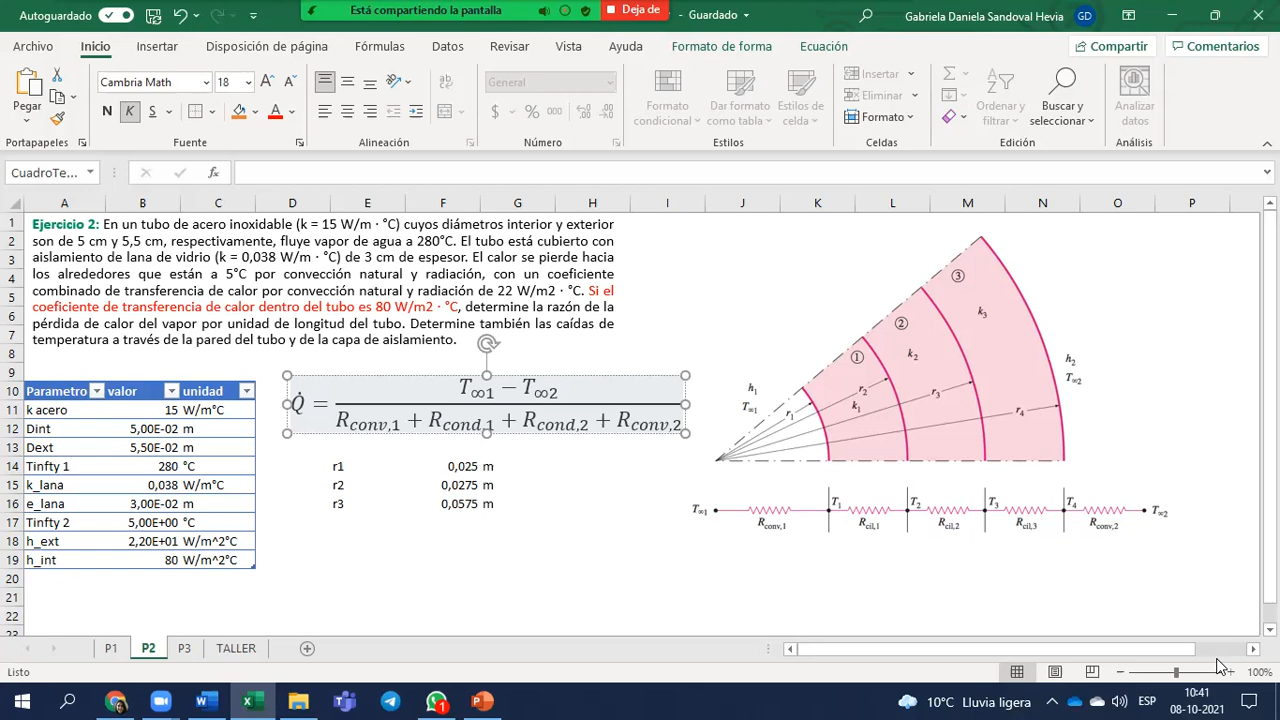 Autoguardado
Está compartiendo la pantalla
Deja de
- Guardado
Gabriela Daniela Sandoval Hevia
GD
Archivo Inicio Insertar Disposición de página Fórmulas Datos Revisar Vista Ayuda Formato de forma Ecuación
Compartir
Comentarios
Pegar
Cambria Math 18
N K S
General
Formato condicional
Dar formato como tabla
Estilos de celda
Insertar
Eliminar
Formato
Ordenar y filtrar
Buscar y seleccionar
Analizar datos
Portapapeles Fuente Alineación Número Estilos Celdas Edición Análisis
CuadroTe...
fx
A B C D E F G H I J K L M N O P
1 2 3 4 5 6 7 8 9 10 11 12 13 14 15 16 17 18 19 20 21 22 23
Ejercicio 2: En un tubo de acero inoxidable (k = 15 W/m · °C) cuyos diámetros interior y exterior
son de 5 cm y 5,5 cm, respectivamente, fluye vapor de agua a 280°C. El tubo está cubierto con
aislamiento de lana de vidrio (k = 0,038 W/m · °C) de 3 cm de espesor. El calor se pierde hacia
los alrededores que están a 5°C por convección natural y radiación, con un coeficiente
combinado de transferencia de calor por convección natural y radiación de 22 W/m2 · °C. Si el
coeficiente de transferencia de calor dentro del tubo es 80 W/m2 · °C, determine la razón de la
pérdida de calor del vapor por unidad de longitud del tubo. Determine también las caídas de
temperatura a través de la pared del tubo y de la capa de aislamiento.
Parametro valor unidad
k acero 15 W/m°C
Dint 5,00E-02 m
Dext 5,50E-02 m
Tinfty 1 280 °C
k_lana 0,038 W/m°C
e_lana 3,00E-02 m
Tinfty 2 5,00E+00 °C
h_ext 2,20E+01 W/m^2°C
h_int 80 W/m^2°C
Q̇ = (T∞1 − T∞2) / (Rconv,1 + Rcond,1 + Rcond,2 + Rconv,2)
r1 0,025 m
r2 0,0275 m
r3 0,0575 m
③
k3
②
k2
①
h2
T∞2
h1
T∞1
r1
r2
k1
r3
r4
T∞1 T1 T2 T3 T4 T∞2
Rconv,1 Rcil,1 Rcil,2 Rcil,3 Rconv,2
P1 P2 P3 TALLER
Listo
100%
1
10°C Lluvia ligera
ESP
10:41
08-10-2021